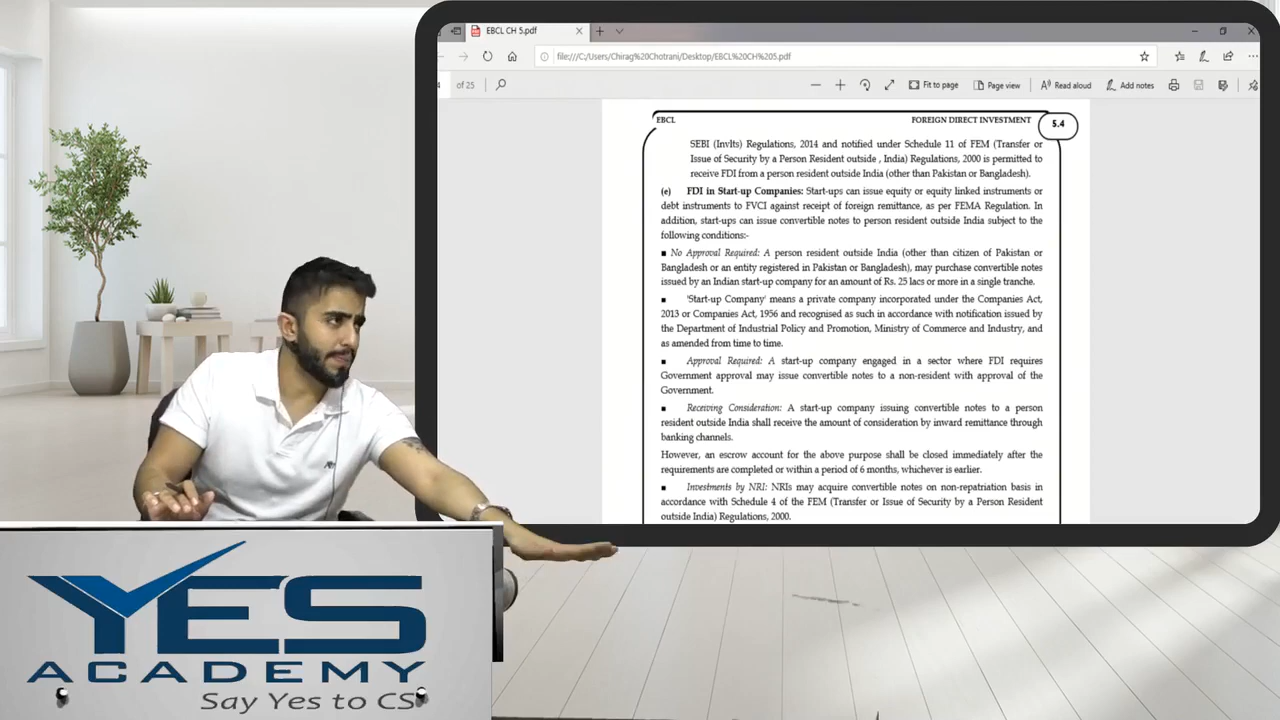 EBCL CH 5.pdf
file:///C:/Users/Chirag%20Chotrani/Desktop/EBCL%20CH%205.pdf
of 25
Fit to page
Page view
Read aloud
Add notes
EBCL
FOREIGN DIRECT INVESTMENT
5.4
SEBI (InvIts) Regulations, 2014 and notified under Schedule 11 of FEM (Transfer or
Issue of Security by a Person Resident outside , India) Regulations, 2000 is permitted to
receive FDI from a person resident outside India (other than Pakistan or Bangladesh).
(e) FDI in Start-up Companies: Start-ups can issue equity or equity linked instruments or
debt instruments to FVCI against receipt of foreign remittance, as per FEMA Regulation. In
addition, start-ups can issue convertible notes to person resident outside India subject to the
following conditions:-
■ No Approval Required: A person resident outside India (other than citizen of Pakistan or
Bangladesh or an entity registered in Pakistan or Bangladesh), may purchase convertible notes
issued by an Indian start-up company for an amount of Rs. 25 lacs or more in a single tranche.
■ 'Start-up Company' means a private company incorporated under the Companies Act,
2013 or Companies Act, 1956 and recognised as such in accordance with notification issued by
the Department of Industrial Policy and Promotion, Ministry of Commerce and Industry, and
as amended from time to time.
■ Approval Required: A start-up company engaged in a sector where FDI requires
Government approval may issue convertible notes to a non-resident with approval of the
Government.
■ Receiving Consideration: A start-up company issuing convertible notes to a person
resident outside India shall receive the amount of consideration by inward remittance through
banking channels.
However, an escrow account for the above purpose shall be closed immediately after the
requirements are completed or within a period of 6 months, whichever is earlier.
■ Investments by NRI: NRIs may acquire convertible notes on non-repatriation basis in
accordance with Schedule 4 of the FEM (Transfer or Issue of Security by a Person Resident
outside India) Regulations, 2000.
YES
ACADEMY
Say Yes to CS